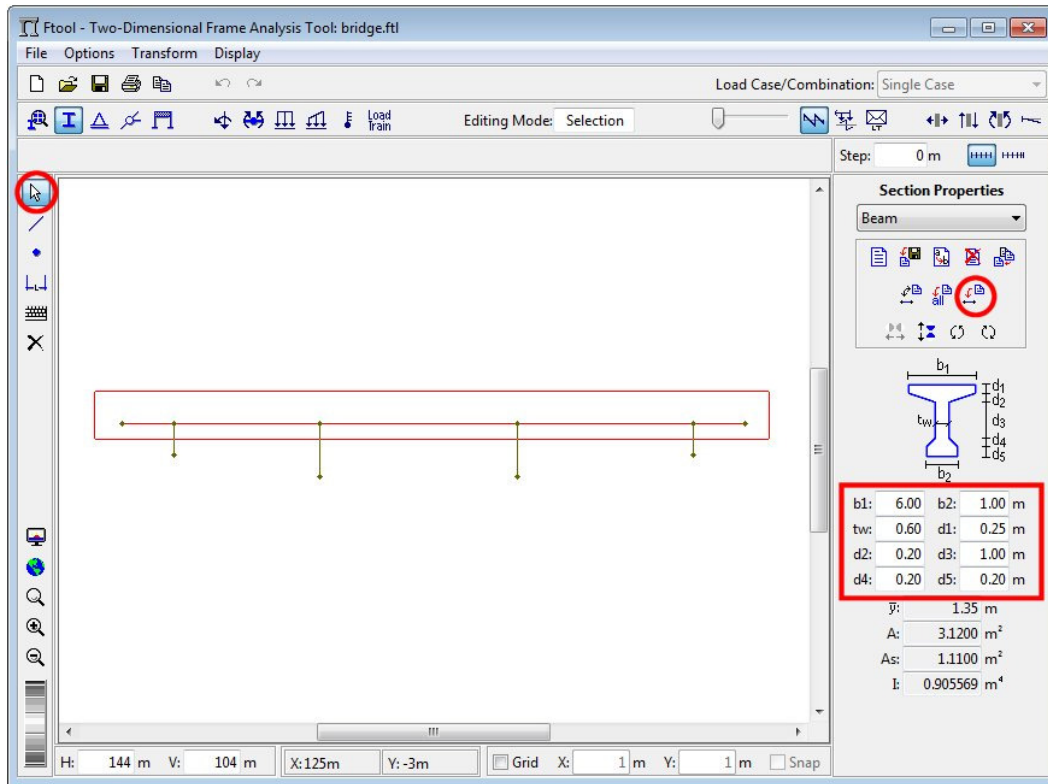 Ftool - Two-Dimensional Frame Analysis Tool: bridge.ftl
File Options Transform Display
Load Case/Combination: Single Case
Load Train Editing Mode: Selection LT
Step: 0 m
Section Properties
Beam
a b
all
b1
d1
d2
tw d3
d4
d5
b2
b1: 6.00 b2: 1.00 m
tw: 0.60 d1: 0.25 m
d2: 0.20 d3: 1.00 m
d4: 0.20 d5: 0.20 m
y̅: 1.35 m
A: 3.1200 m²
As: 1.1100 m²
I: 0.905569 m⁴
H: 144 m V: 104 m X:125m Y: -3m Grid X: 1 m Y: 1 m Snap